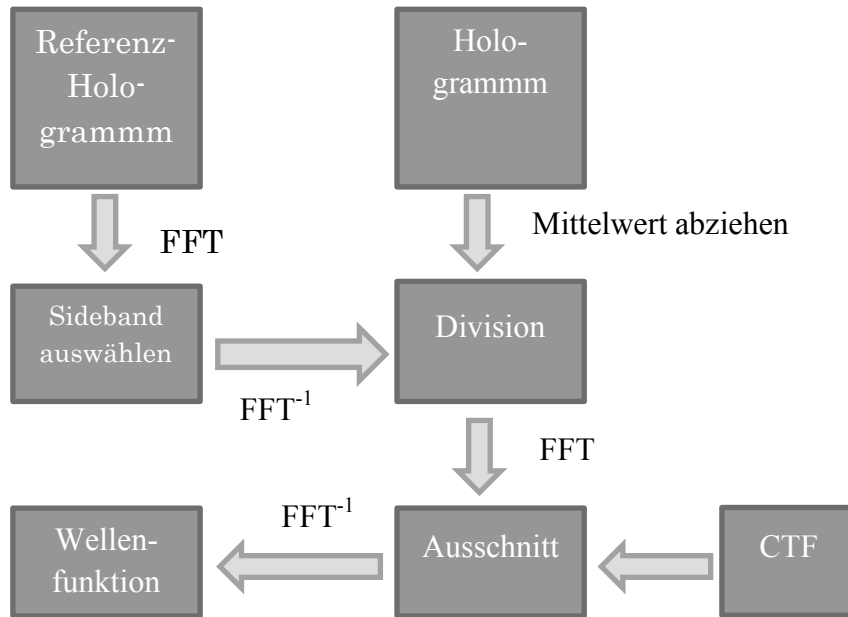 Referenz-
Holo-
grammm
Holo-
grammm
FFT
Mittelwert abziehen
Sideband
auswählen
FFT-1
Division
FFT
Wellen-
funktion
FFT-1
Ausschnitt
CTF